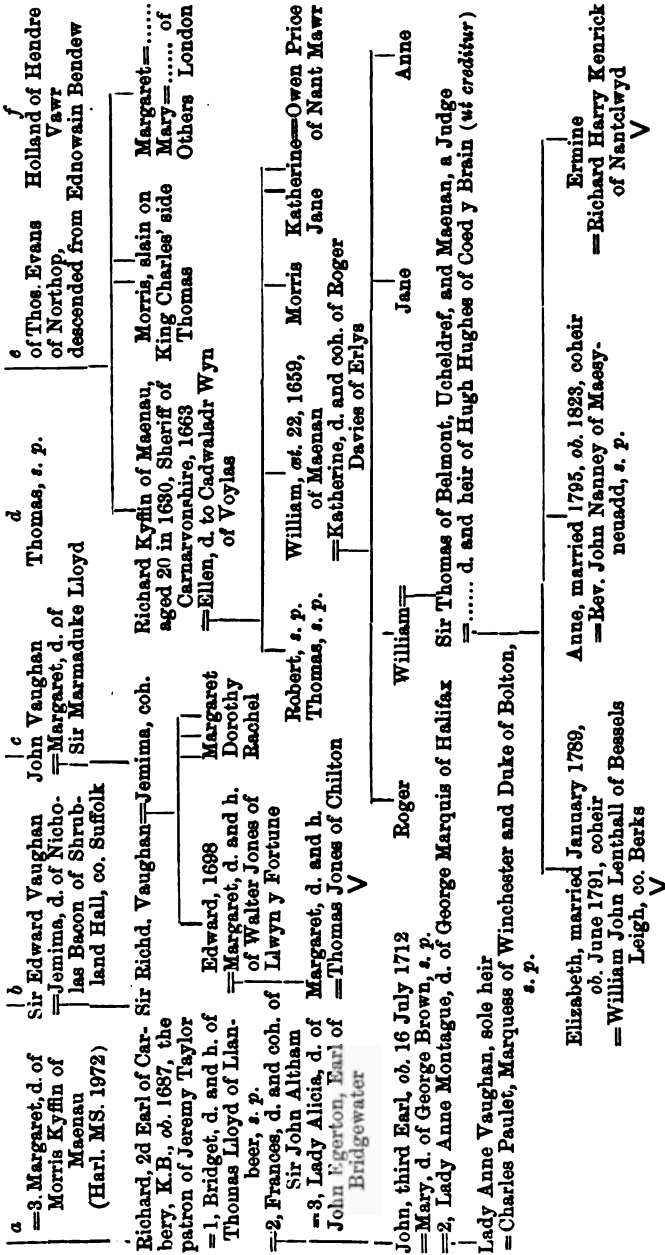 a
=3. Margaret, d. of
Morris Kyffin of
Maenau
(Harl. MS. 1972)
b
Sir Edward Vaughan
=Jemima, d. of Nicho-
las Bacon of Shrub-
land Hall, co. Suffolk
c
John Vaughan
=Margaret, d. of
Sir Marmaduke Lloyd
d
Thomas, s. p.
e
of Thos. Evans
of Northop,
descended from Ednowain Bendew
f
Holland of Hendre
Vawr
Richard, 2d Earl of Car-
bery, K.B., ob. 1687, the
patron of Jeremy Taylor
=1, Bridget, d. and h. of
Thomas Lloyd of Llan-
beer, s. p.
=2, Frances, d. and coh. of
Sir John Altham
=3, Lady Alicia, d. of
John Egerton, Earl of
Bridgewater
Sir Richd. Vaughan=Jemima, coh.
Edward, 1698
=Margaret, d. and h.
of Walter Jones of
Llwyn y Fortune
Margaret
Dorothy
Rachel
Margaret, d. and h.
=Thomas Jones of Chilton
Richard Kyffin of Maenau,
aged 20 in 1630, Sheriff of
Carnarvonshire, 1663
=Ellen, d. to Cadwaladr Wyn
of Voylas
Morris, slain on
King Charles' side
Thomas
Margaret=......
Mary=...... of
Others London
Robert, s. p.
Thomas, s. p.
William, æt. 22, 1659,
of Maenan
=Katherine, d. and coh. of Roger
Davies of Erlys
Morris
Jane
Katherine=Owen Price
of Nant Mawr
John, third Earl, ob. 16 July 1712
=Mary, d. of George Brown, s. p.
=2, Lady Anne Montague, d. of George Marquis of Halifax
Roger
William=
Jane
Anne
Lady Anne Vaughan, sole heir
=Charles Paulet, Marquess of Winchester and Duke of Bolton,
s. p.
Sir Thomas of Belmont, Ucheldref, and Maenan, a Judge
=...... d. and heir of Hugh Hughes of Coed y Brain (ut creditur)
Elizabeth, married January 1789,
ob. June 1791, coheir
=William John Lenthall of Bessels
Leigh, co. Berks
Anne, married 1795, ob. 1823, coheir
=Rev. John Nanney of Maesy-
neuadd, s. p.
Ermine
=Richard Harry Kenrick
of Nantclwyd